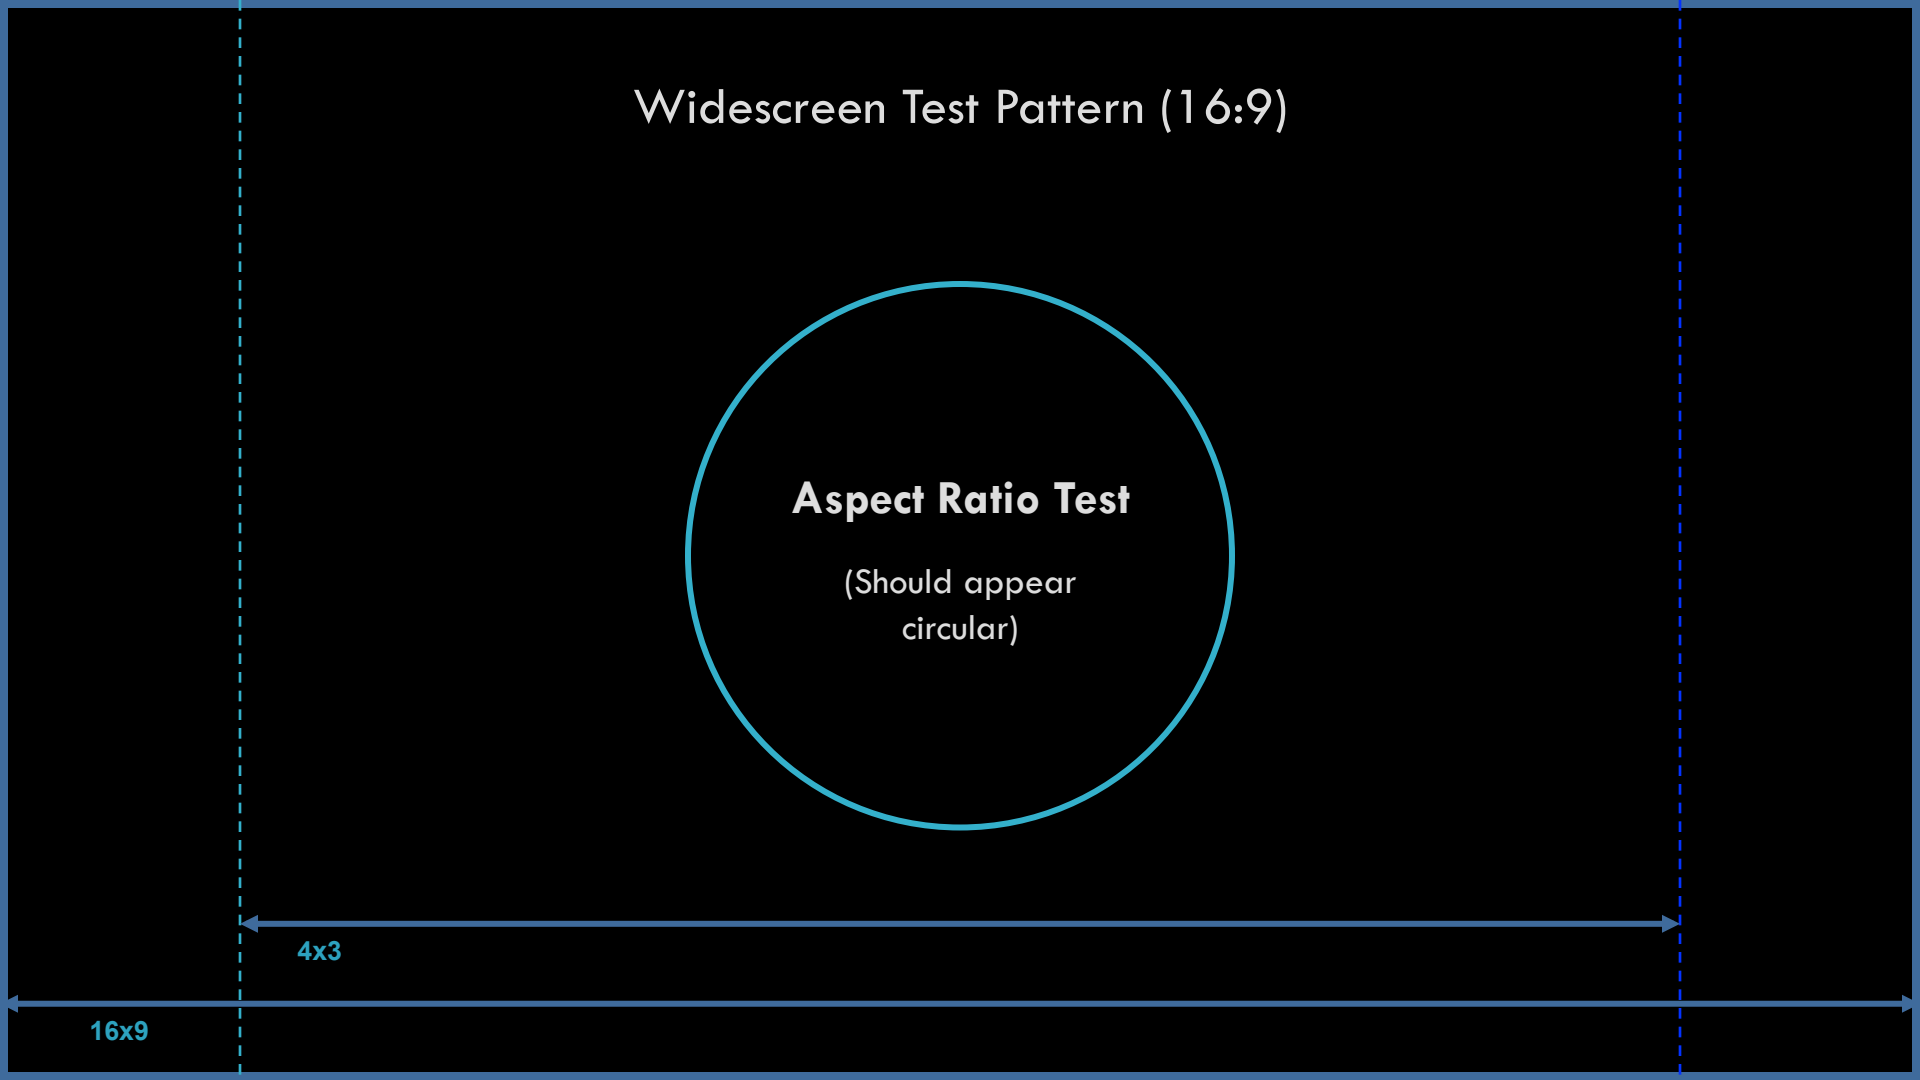 Widescreen Test Pattern (16:9)
Aspect Ratio Test
(Should appear
circular)
4x3
16x9